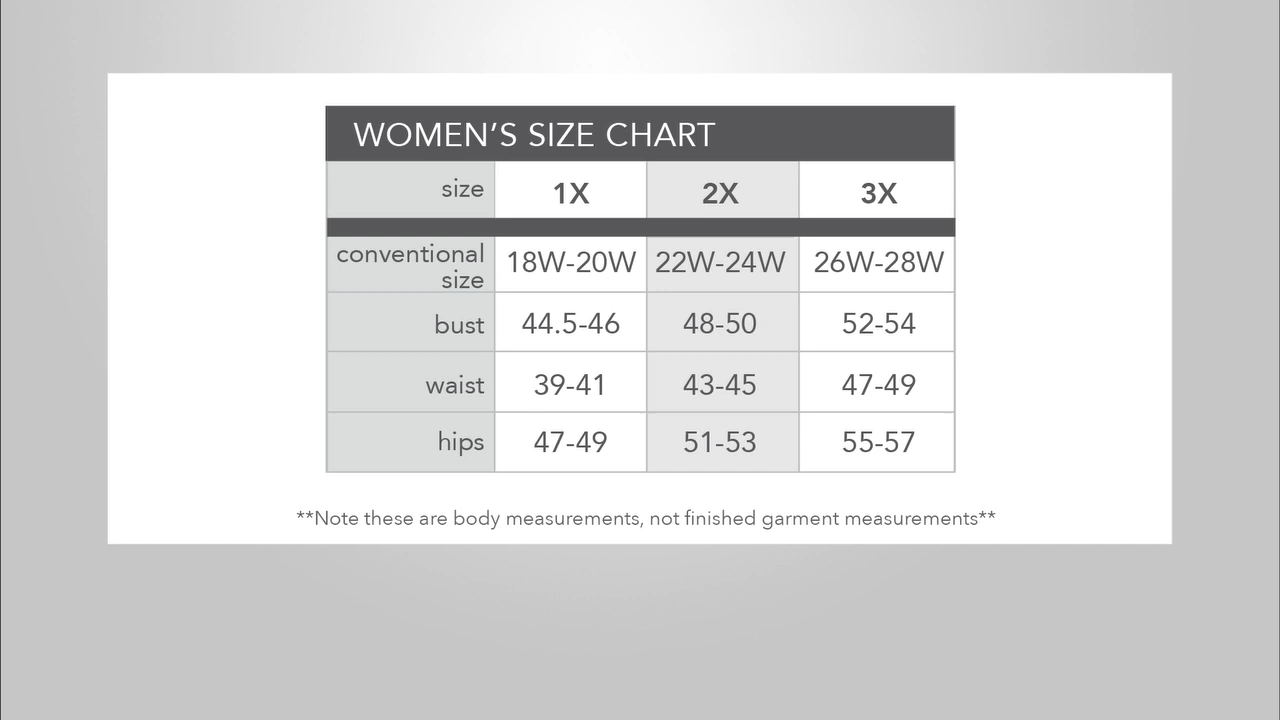 WOMEN’S SIZE CHART
size 1X 2X 3X
conventional size 18W-20W 22W-24W 26W-28W
bust 44.5-46 48-50 52-54
waist 39-41 43-45 47-49
hips 47-49 51-53 55-57
**Note these are body measurements, not finished garment measurements**